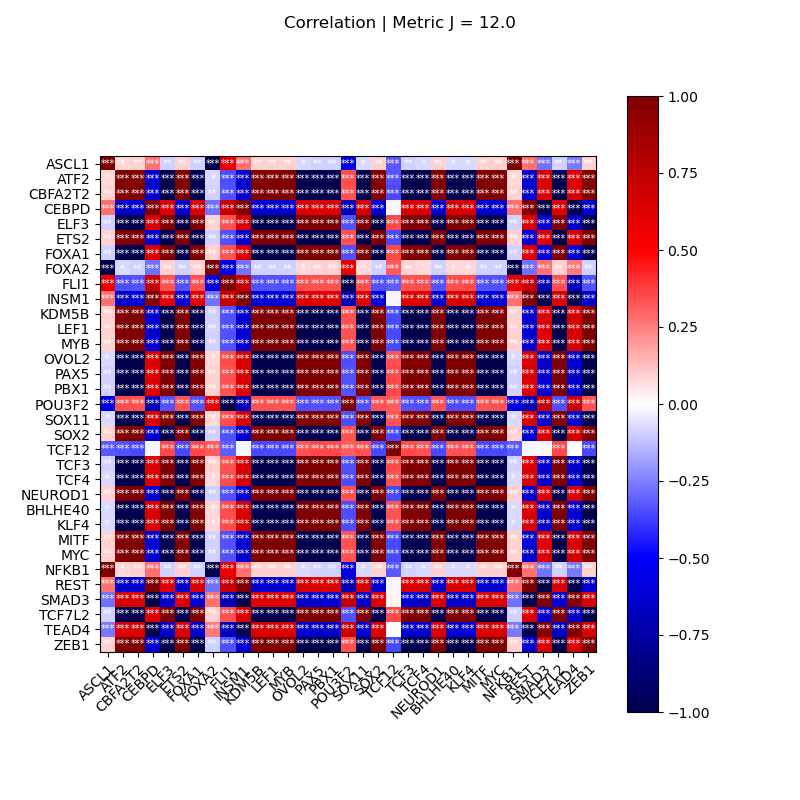 Correlation | Metric J = 12.0
ASCL1
ATF2
CBFA2T2
CEBPD
ELF3
ETS2
FOXA1
FOXA2
FLI1
INSM1
KDM5B
LEF1
MYB
OVOL2
PAX5
PBX1
POU3F2
SOX11
SOX2
TCF12
TCF3
TCF4
NEUROD1
BHLHE40
KLF4
MITF
MYC
NFKB1
REST
SMAD3
TCF7L2
TEAD4
ZEB1
ASCL1
ATF2
CBFA2T2
CEBPD
ELF3
ETS2
FOXA1
FOXA2
FLI1
INSM1
KDM5B
LEF1
MYB
OVOL2
PAX5
PBX1
POU3F2
SOX11
SOX2
TCF12
TCF3
TCF4
NEUROD1
BHLHE40
KLF4
MITF
MYC
NFKB1
REST
SMAD3
TCF7L2
TEAD4
ZEB1
1.00
0.75
0.50
0.25
0.00
−0.25
−0.50
−0.75
−1.00